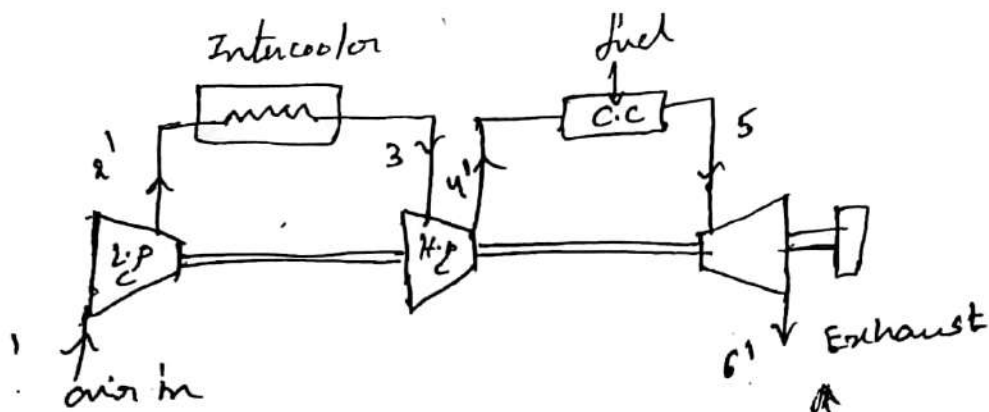 Intercooler
fuel
C.C
2'
3
4'
5
L.P
C
H.P
C
1
air in
6'
Exhaust